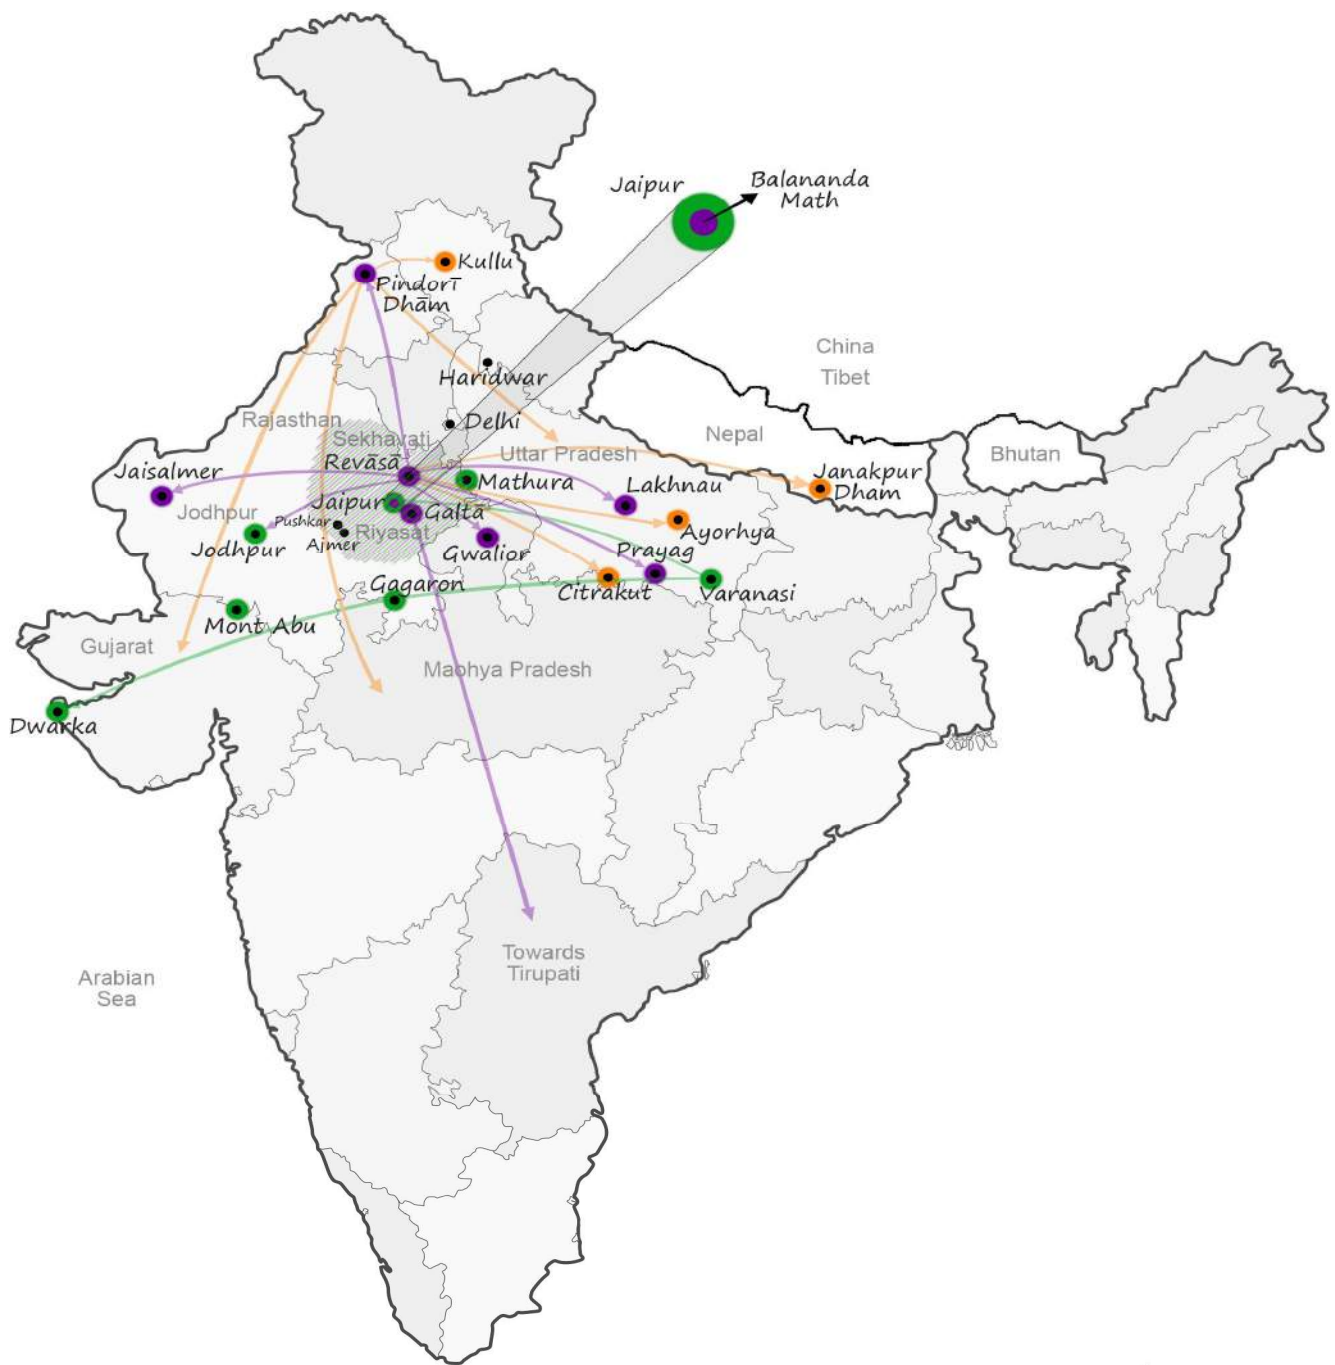 Jaipur
Balananda
Math
Kullu
Pindorī
Dhām
China
Tibet
Haridwar
Rajasthan
Delhi
Sekhavati
Nepal
Uttar Pradesh
Bhutan
Revāsā
Jaisalmer
Mathura
Lakhnau
Janakpur
Dham
Jaipur
Galtā
Jodhpur
Pushkar
Ayorhya
Riyasat
Ajmer
Jodhpur
Gwalior
Prayag
Gagaron
Citrakut
Varanasi
Mont Abu
Gujarat
Maohya Pradesh
Dwarka
Towards
Tirupati
Arabian
Sea